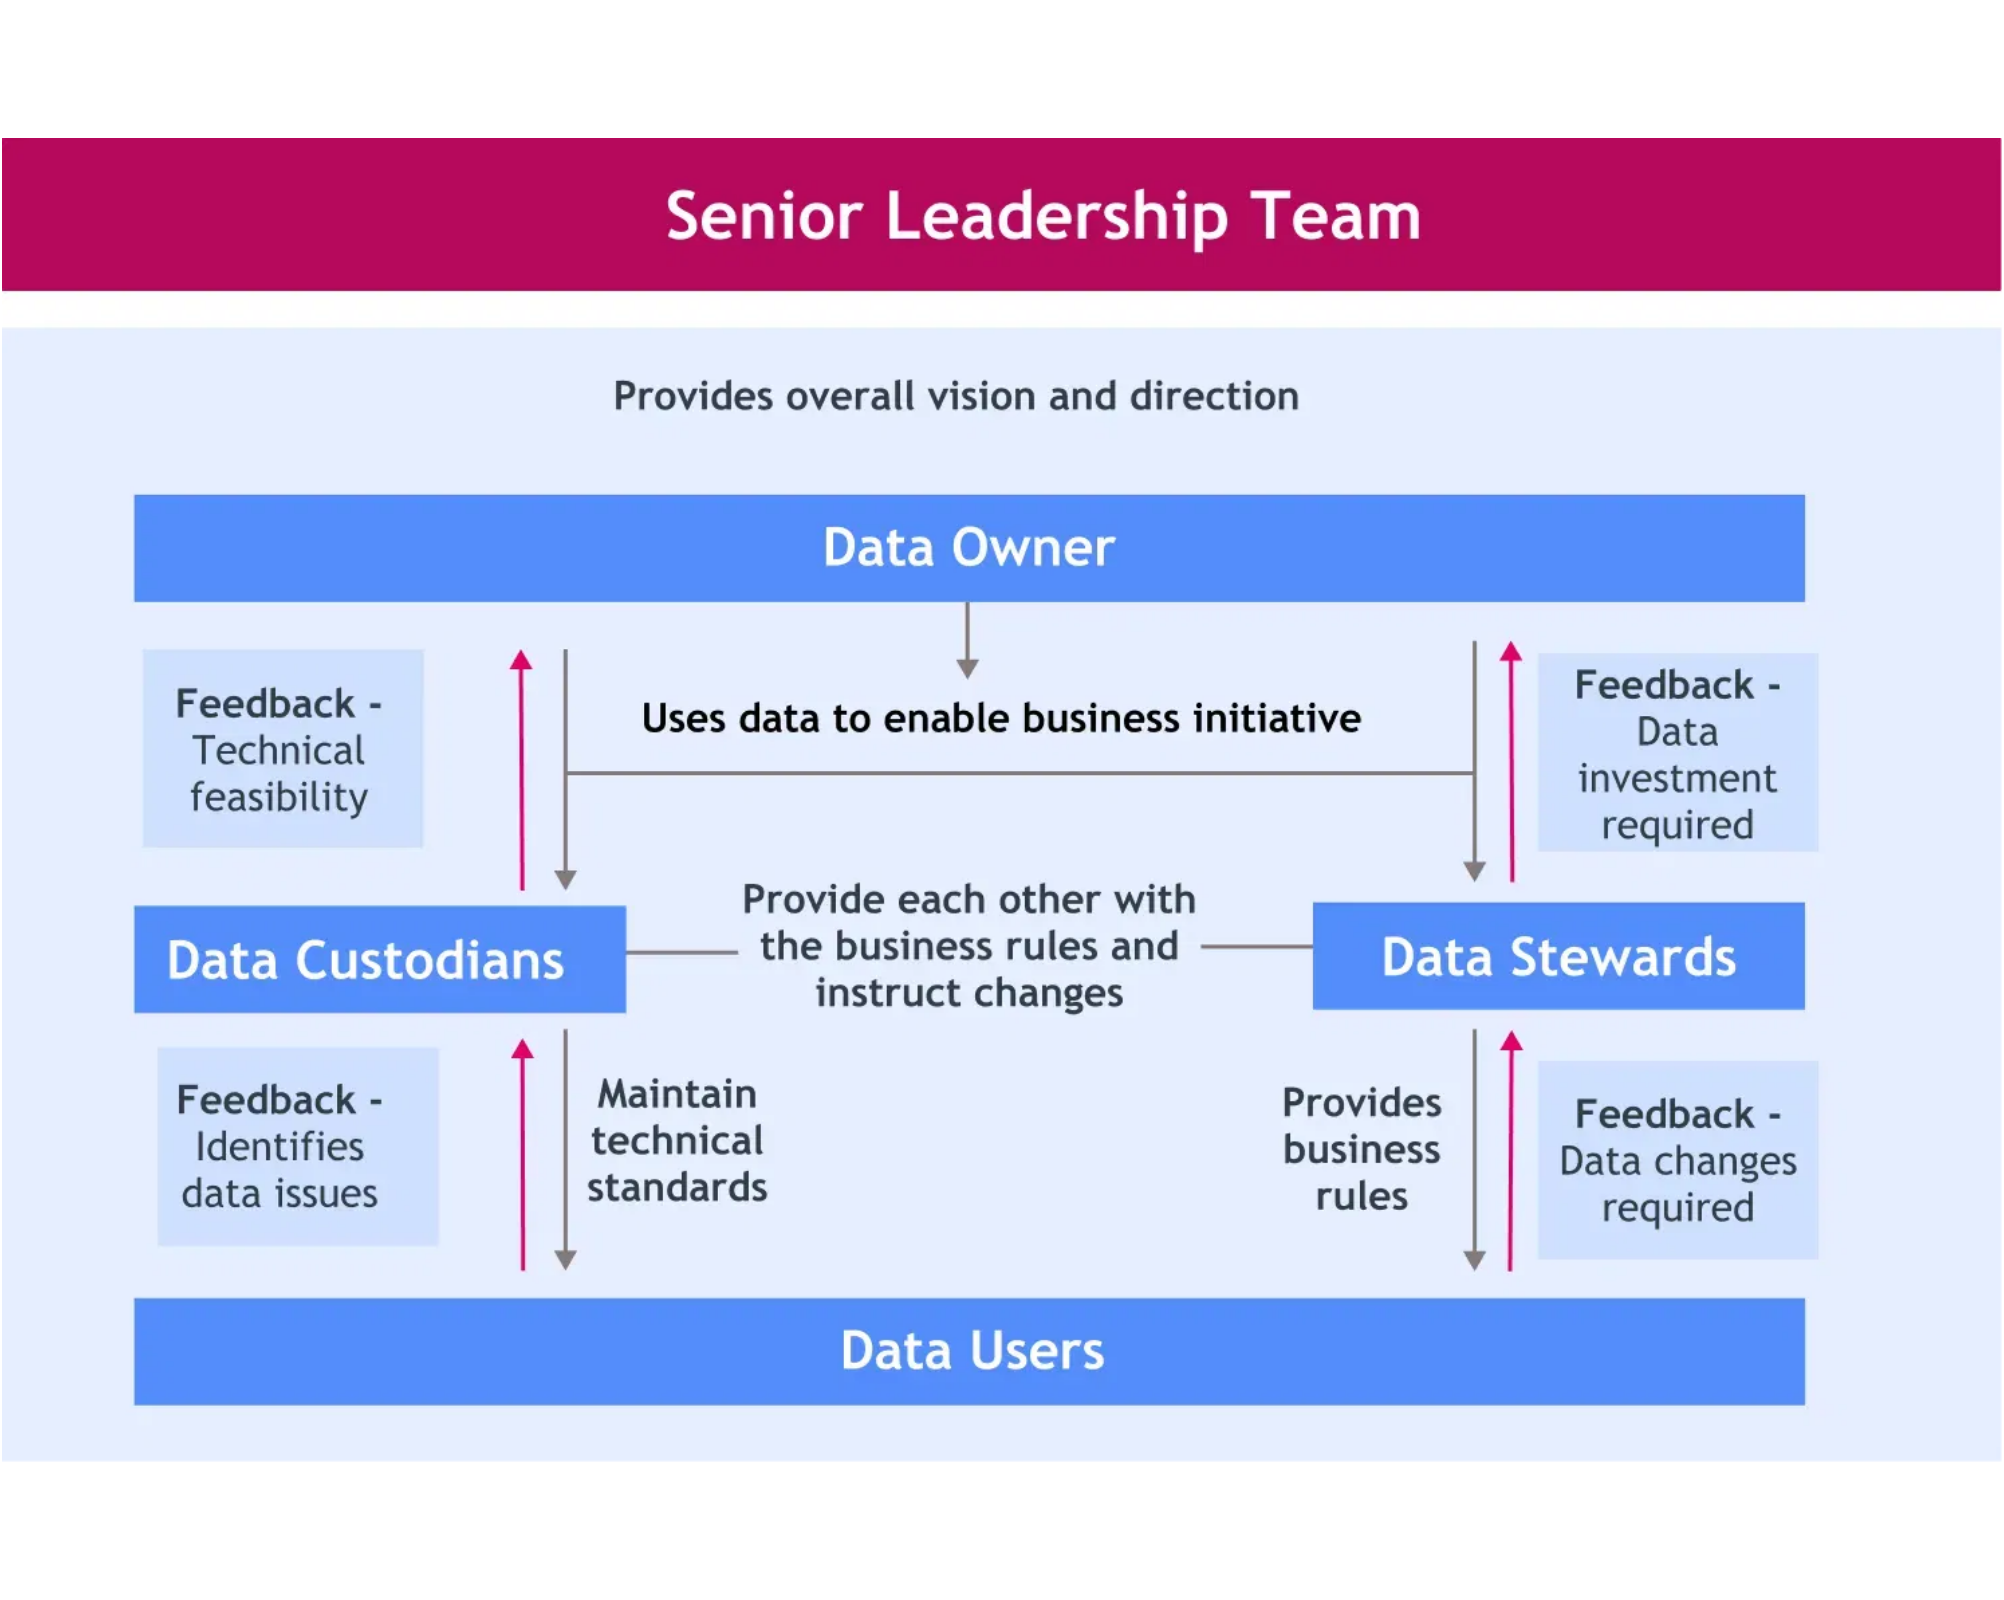 Senior Leadership Team
Provides overall vision and direction
Data Owner
Feedback -
Technical
feasibility
Uses data to enable business initiative
Feedback -
Data
investment
required
Data Custodians
Provide each other with
the business rules and
instruct changes
Data Stewards
Feedback -
Identifies
data issues
Maintain
technical
standards
Provides
business
rules
Feedback -
Data changes
required
Data Users